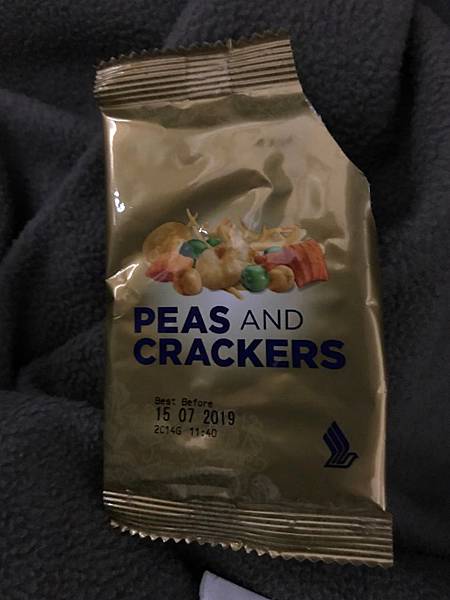 PEAS AND
CRACKERS
Best Before
15 07 2019
2C14G 11:40